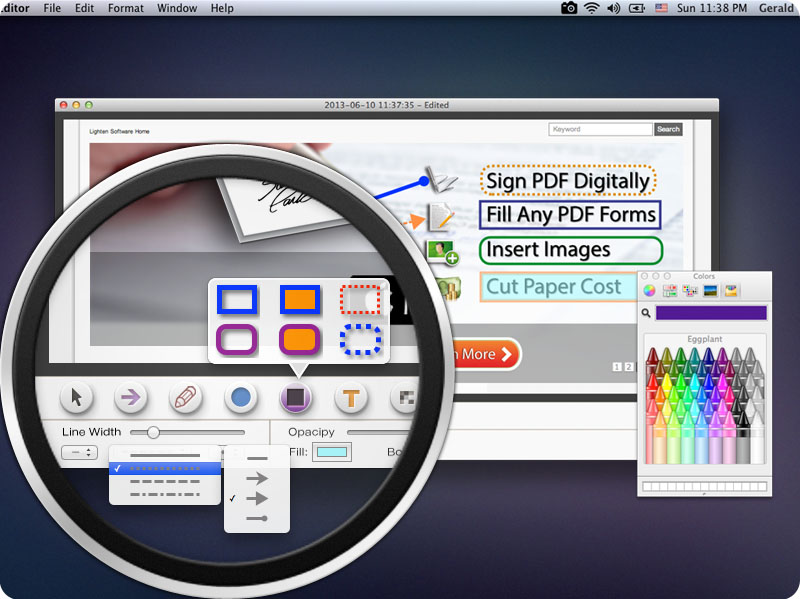 ditor File Edit Format Window Help Sun 11:38 PM Gerald
2013-06-10 11:37:35 - Edited
Lighten Software Home
Keyword Search
Sign PDF Digitally
Fill Any PDF Forms
Insert Images
Cut Paper Cost
Colors
Eggplant
More
1 2
T
Line Width Opacity
Fill: Bo